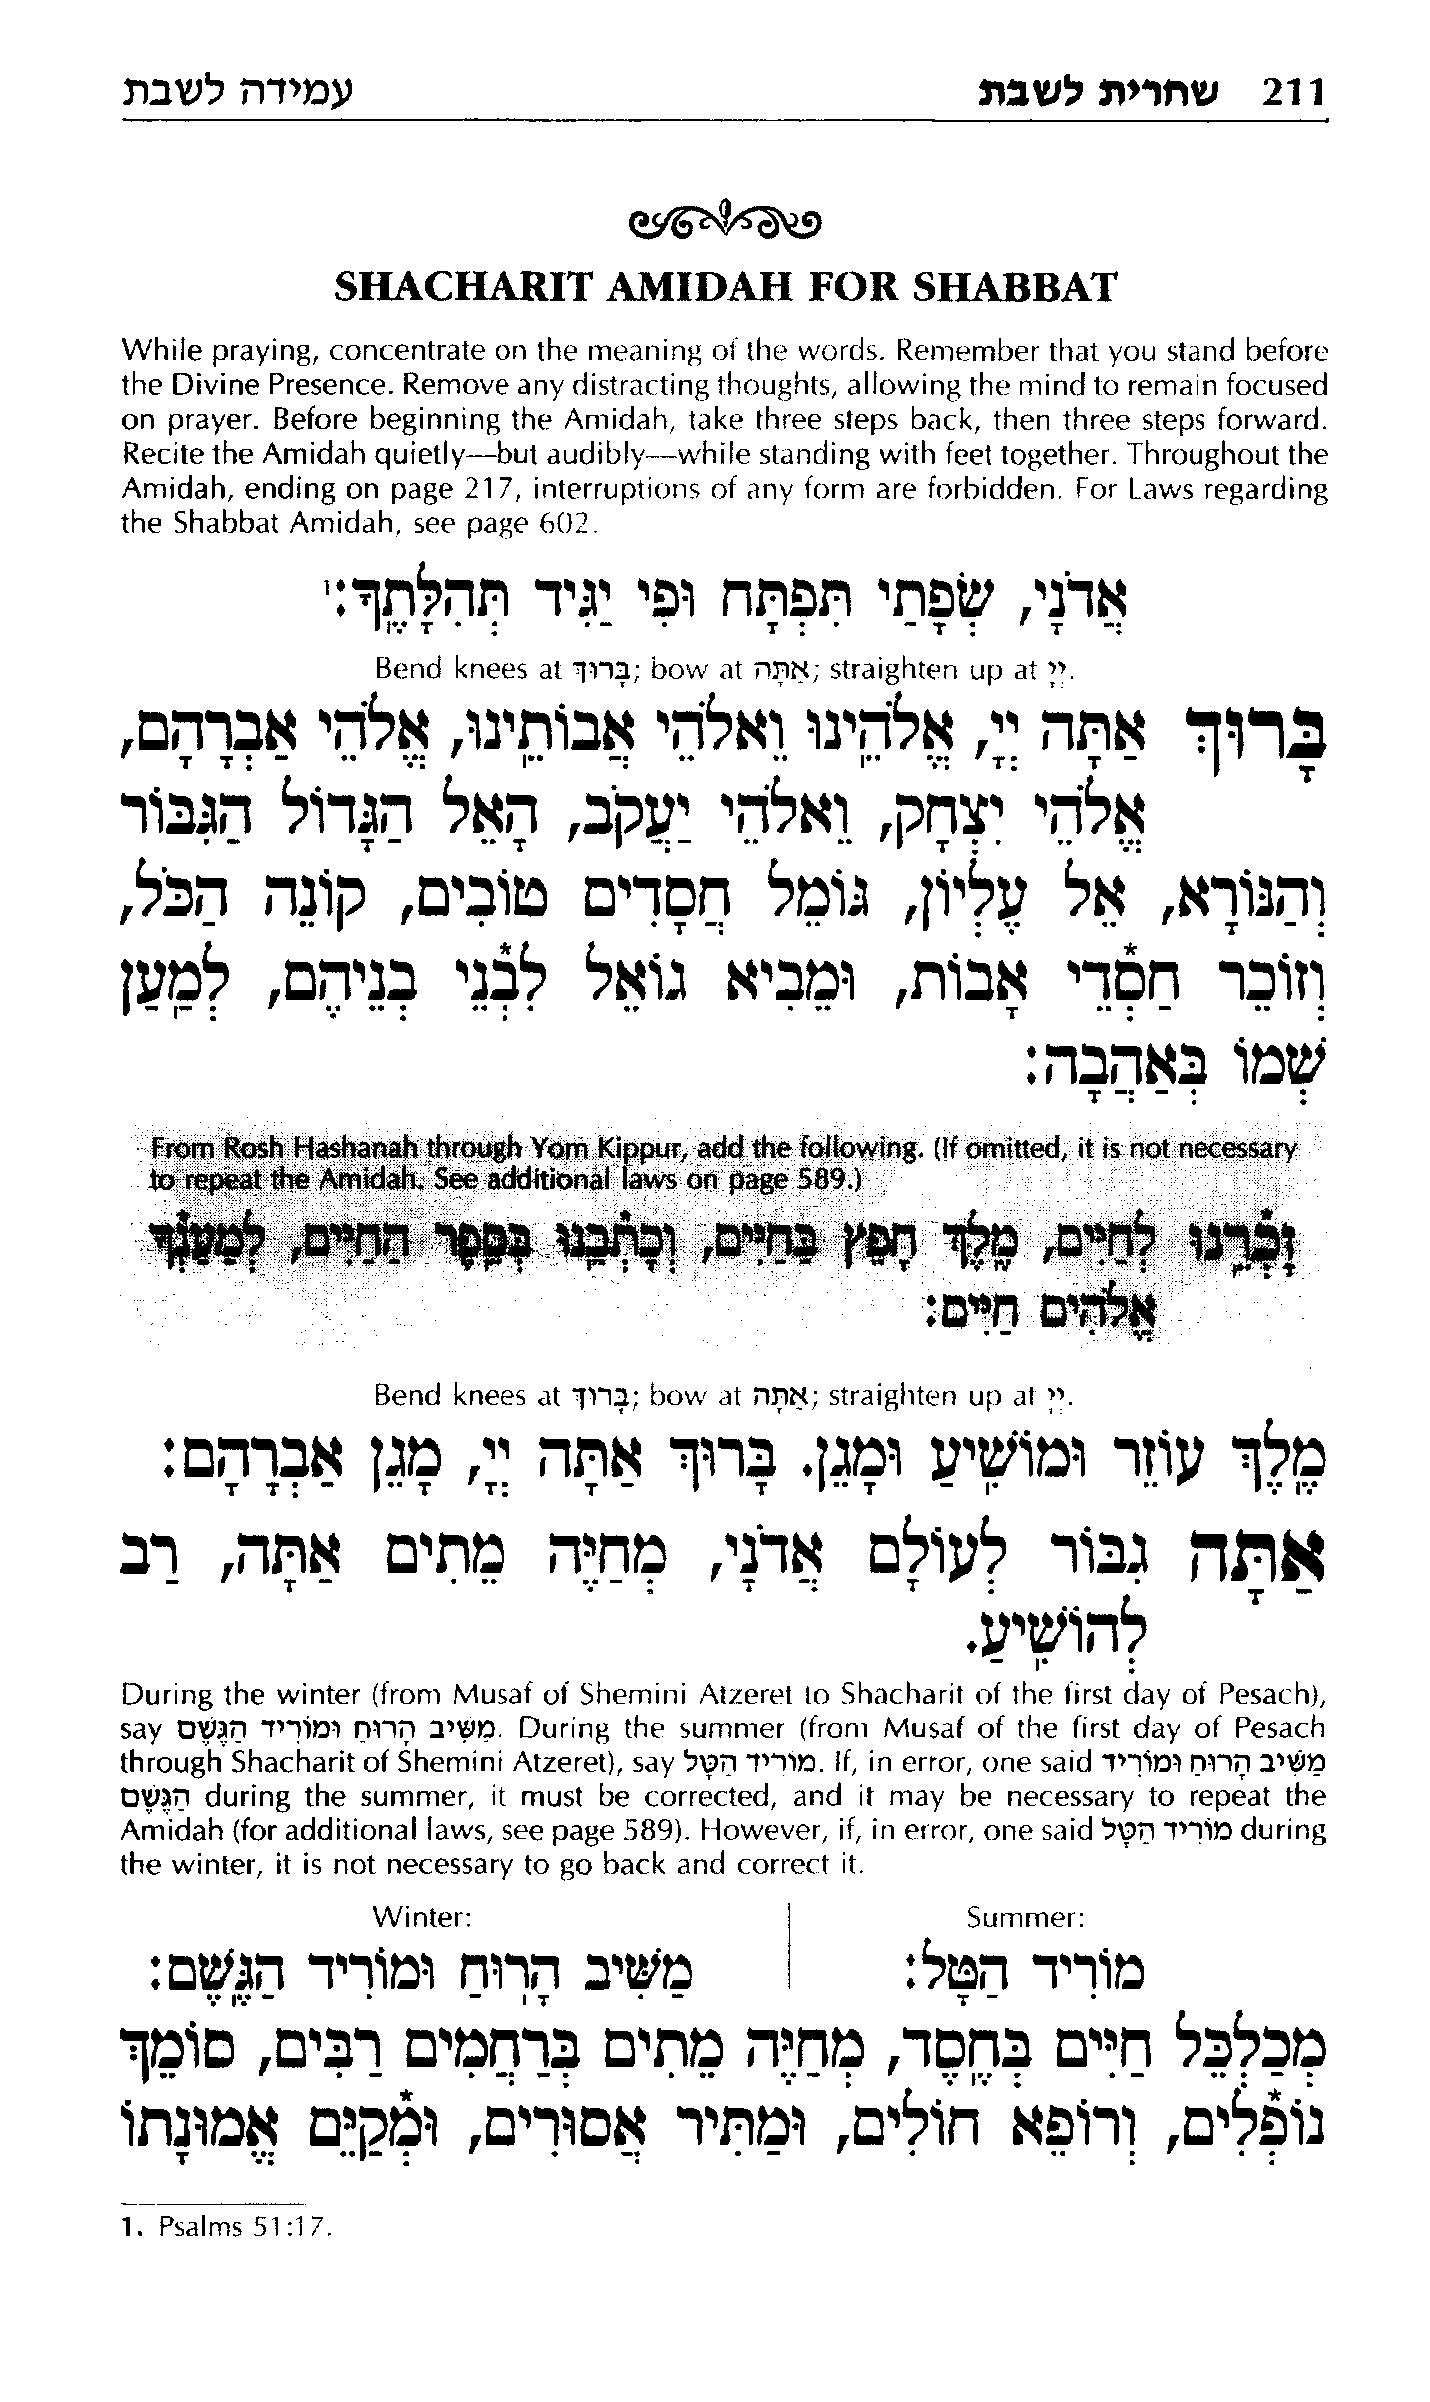 211 שחרית לשבת עמידה לשבת
SHACHARIT AMIDAH FOR SHABBAT
While praying, concentrate on the meaning of the words. Remember that you stand before
the Divine Presence. Remove any distracting thoughts, allowing the mind to remain focused
on prayer. Before beginning the Amidah, take three steps back, then three steps forward.
Recite the Amidah quietly—but audibly—while standing with feet together. Throughout the
Amidah, ending on page 217, interruptions of any form are forbidden. For Laws regarding
the Shabbat Amidah, see page 602.
אֲדֹנָי, שְׂפָתַי תִּפְתָּח וּפִי יַגִּיד תְּהִלָּתֶֽךָ:¹
Bend knees at בָּרוּךְ; bow at אַתָּה; straighten up at יְיָ.
בָּרוּךְ אַתָּה יְיָ, אֱלֹהֵֽינוּ וֵאלֹהֵי אֲבוֹתֵֽינוּ, אֱלֹהֵי אַבְרָהָם,
אֱלֹהֵי יִצְחָק, וֵאלֹהֵי יַעֲקֹב, הָאֵל הַגָּדוֹל הַגִּבּוֹר
וְהַנּוֹרָא, אֵל עֶלְיוֹן, גּוֹמֵל חֲסָדִים טוֹבִים, קוֹנֵה הַכֹּל,
וְזוֹכֵר חַסְ*דֵי אָבוֹת, וּמֵבִיא גוֹאֵל לִבְ*נֵי בְנֵיהֶם, לְמַֽעַן
שְׁמוֹ בְּאַהֲבָה:
From Rosh Hashanah through Yom Kippur, add the following. (If omitted, it is not necessary
to repeat the Amidah. See additional laws on page 589.)
זָכְ*רֵֽנוּ לְחַיִּים, מֶֽלֶךְ חָפֵץ בַּחַיִּים, וְכָתְ*בֵֽנוּ בְּסֵֽפֶר הַחַיִּים, לְמַעַנְ*ךָ
אֱלֹהִים חַיִּים:
Bend knees at בָּרוּךְ; bow at אַתָּה; straighten up at יְיָ.
מֶֽלֶךְ עוֹזֵר וּמוֹשִֽׁיעַ וּמָגֵן. בָּרוּךְ אַתָּה יְיָ, מָגֵן אַבְרָהָם:
אַתָּה גִּבּוֹר לְעוֹלָם אֲדֹנָי, מְחַיֶּה מֵתִים אַתָּה, רַב
לְהוֹשִֽׁיעַ.
During the winter (from Musaf of Shemini Atzeret to Shacharit of the first day of Pesach),
say מַשִּׁיב הָרוּחַ וּמוֹרִיד הַגֶּשֶׁם. During the summer (from Musaf of the first day of Pesach
through Shacharit of Shemini Atzeret), say מוֹרִיד הַטָּל. If, in error, one said מַשִּׁיב הָרוּחַ וּמוֹרִיד
הַגֶּשֶׁם during the summer, it must be corrected, and it may be necessary to repeat the
Amidah (for additional laws, see page 589). However, if, in error, one said מוֹרִיד הַטָּל during
the winter, it is not necessary to go back and correct it.
Summer: Winter:
מוֹרִיד הַטָּל: מַשִּׁיב הָרֽוּחַ וּמוֹרִיד הַגֶּֽשֶׁם:
מְכַלְכֵּל חַיִּים בְּחֶֽסֶד, מְחַיֶּה מֵתִים בְּרַחֲמִים רַבִּים, סוֹמֵךְ
נוֹפְ*לִים, וְרוֹפֵא חוֹלִים, וּמַתִּיר אֲסוּרִים, וּמְ*קַיֵּם אֱמוּנָתוֹ
1. Psalms 51:17.